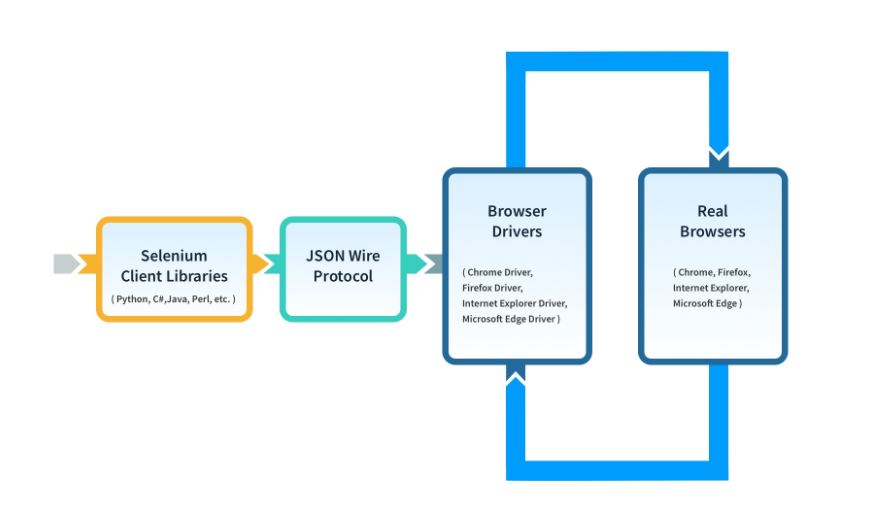 Selenium
Client Libraries
( Python, C#,Java, Perl, etc. )
JSON Wire
Protocol
Browser
Drivers
( Chrome Driver,
Firefox Driver,
Internet Explorer Driver,
Microsoft Edge Driver )
Real
Browsers
( Chrome, Firefox,
Internet Explorer,
Microsoft Edge )